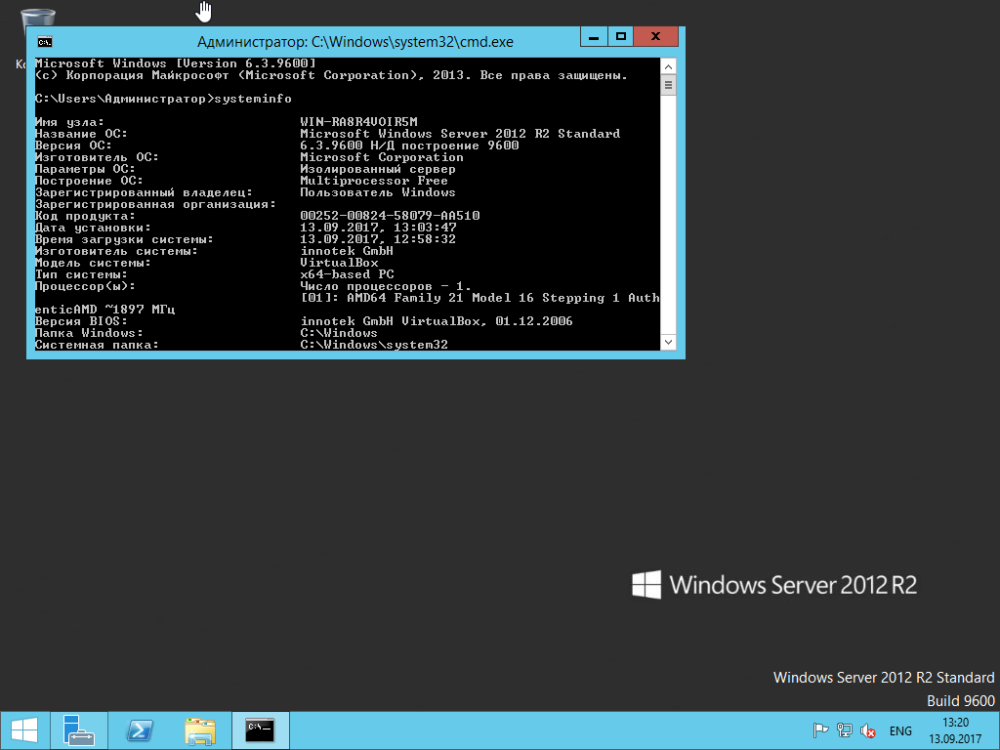 Администратор: C:\Windows\system32\cmd.exe
Microsoft Windows [Version 6.3.9600]
(c) Корпорация Майкрософт (Microsoft Corporation), 2013. Все права защищены.
C:\Users\Администратор>systeminfo
Имя узла: WIN-RA8R4VOIR5M
Название ОС: Microsoft Windows Server 2012 R2 Standard
Версия ОС: 6.3.9600 Н/Д построение 9600
Изготовитель ОС: Microsoft Corporation
Параметры ОС: Изолированный сервер
Построение ОС: Multiprocessor Free
Зарегистрированный владелец: Пользователь Windows
Зарегистрированная организация:
Код продукта: 00252-00824-58079-AA510
Дата установки: 13.09.2017, 13:03:47
Время загрузки системы: 13.09.2017, 12:58:32
Изготовитель системы: innotek GmbH
Модель системы: VirtualBox
Тип системы: x64-based PC
Процессор(ы): Число процессоров - 1.
[01]: AMD64 Family 21 Model 16 Stepping 1 Auth
enticAMD ~1897 МГц
Версия BIOS: innotek GmbH VirtualBox, 01.12.2006
Папка Windows: C:\Windows
Системная папка: C:\Windows\system32
Windows Server 2012 R2
Windows Server 2012 R2 Standard
Build 9600
ENG
13:20
13.09.2017